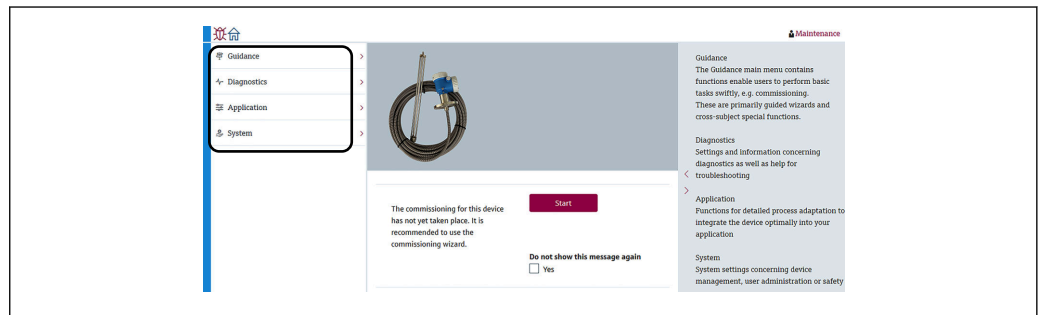 Maintenance
Guidance
Diagnostics
Application
System
The commissioning for this device
has not yet taken place. It is
recommended to use the
commissioning wizard.
Start
Do not show this message again
Yes
Guidance
The Guidance main menu contains
functions enable users to perform basic
tasks swiftly, e.g. commissioning.
These are primarily guided wizards and
cross-subject special functions.
Diagnostics
Settings and information concerning
diagnostics as well as help for
troubleshooting
Application
Functions for detailed process adaptation to
integrate the device optimally into your
application
System
System settings concerning device
management, user administration or safety